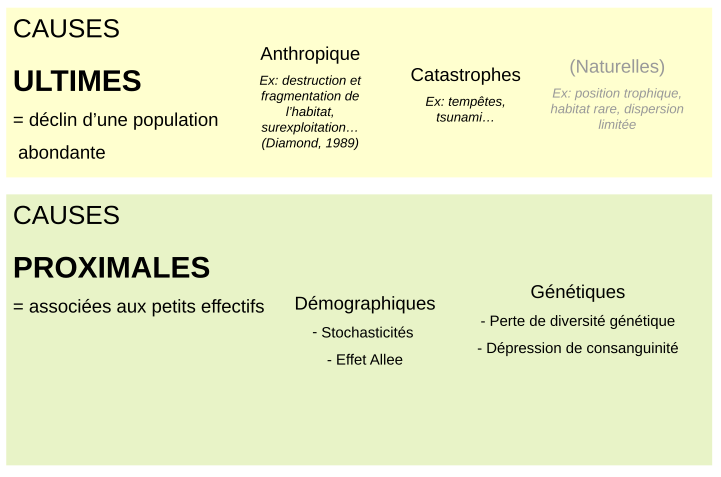 CAUSES
ULTIMES
= déclin d’une population
abondante
Anthropique
Ex: destruction et
fragmentation de
l’habitat,
surexploitation…
(Diamond, 1989)
Catastrophes
Ex: tempêtes,
tsunami…
(Naturelles)
Ex: position trophique,
habitat rare, dispersion
limitée
CAUSES
PROXIMALES
= associées aux petits effectifs
Démographiques
- Stochasticités
- Effet Allee
Génétiques
- Perte de diversité génétique
- Dépression de consanguinité